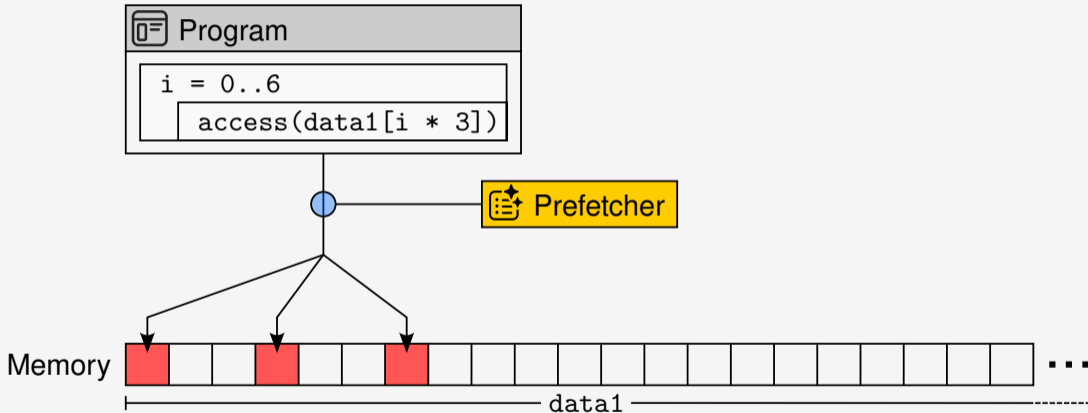 Program
i = 0..6
access(data1[i * 3])
Prefetcher
Memory
...
data1